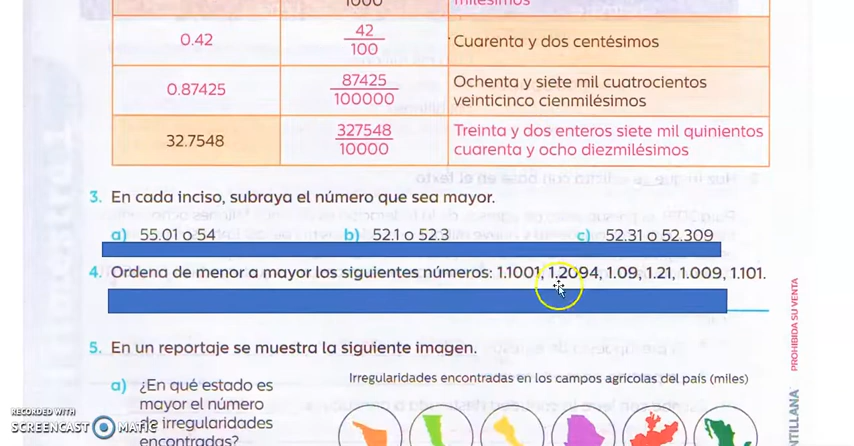 1000
milésimos
0.42
42
100
Cuarenta y dos centésimos
0.87425
87425
100000
Ochenta y siete mil cuatrocientos
veinticinco cienmilésimos
32.7548
327548
10000
Treinta y dos enteros siete mil quinientos
cuarenta y ocho diezmilésimos
3. En cada inciso, subraya el número que sea mayor.
a) 55.01 o 54 b) 52.1 o 52.3 c) 52.31 o 52.309
4. Ordena de menor a mayor los siguientes números: 1.1001, 1.2094, 1.09, 1.21, 1.009, 1.101.
5. En un reportaje se muestra la siguiente imagen.
a) ¿En qué estado es
mayor el número
de irregularidades
encontradas?
Irregularidades encontradas en los campos agrícolas del país (miles)
PROHIBIDA SU VENTA
TILLANA
RECORDED WITH
SCREENCAST MATIC